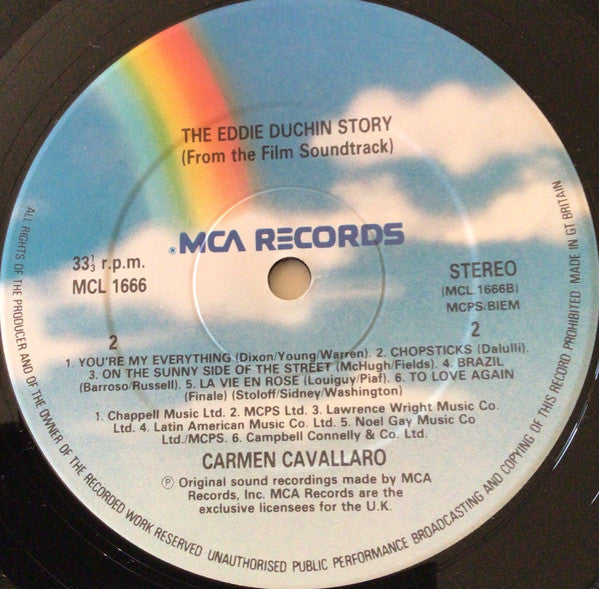 THE EDDIE DUCHIN STORY
(From the Film Soundtrack)
MCA RECORDS
33⅓ r.p.m.
MCL 1666
STEREO
(MCL.1666B)
MCPS/BIEM
2
2
1. YOU'RE MY EVERYTHING (Dixon/Young/Warren). 2. CHOPSTICKS (Dalulli).
3. ON THE SUNNY SIDE OF THE STREET (McHugh/Fields). 4. BRAZIL
(Barroso/Russell). 5. LA VIE EN ROSE (Louiguy/Piaf). 6. TO LOVE AGAIN
(Finale) (Stoloff/Sidney/Washington)
1. Chappell Music Ltd. 2. MCPS Ltd. 3. Lawrence Wright Music Co.
Ltd. 4. Latin American Music Co. Ltd. 5. Noel Gay Music Co
Ltd./MCPS. 6. Campbell Connelly & Co. Ltd.
CARMEN CAVALLARO
Ⓟ Original sound recordings made by MCA
Records, Inc. MCA Records are the
exclusive licensees for the U.K.
ALL RIGHTS OF THE PRODUCER AND OF THE OWNER OF THE RECORDED WORK RESERVED UNAUTHORISED PUBLIC PERFORMANCE BROADCASTING AND COPYING OF THIS RECORD PROHIBITED MADE IN GT BRITAIN